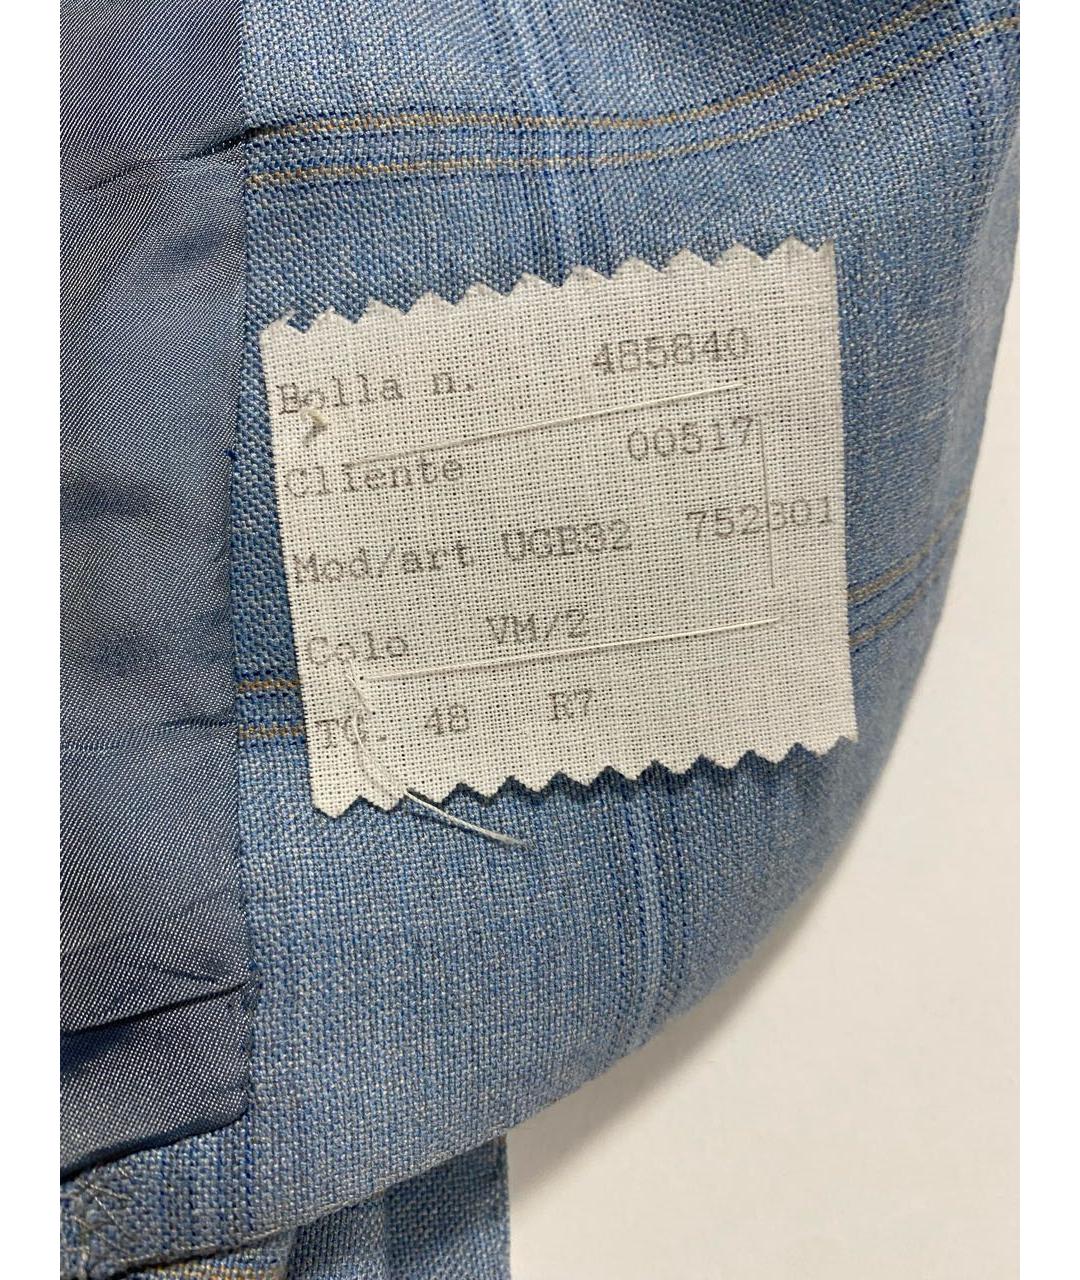 Bolla n. 485840
Cliente 00517
Mod/art UGB32 752301
Colo VM/2
TG. 48 R7